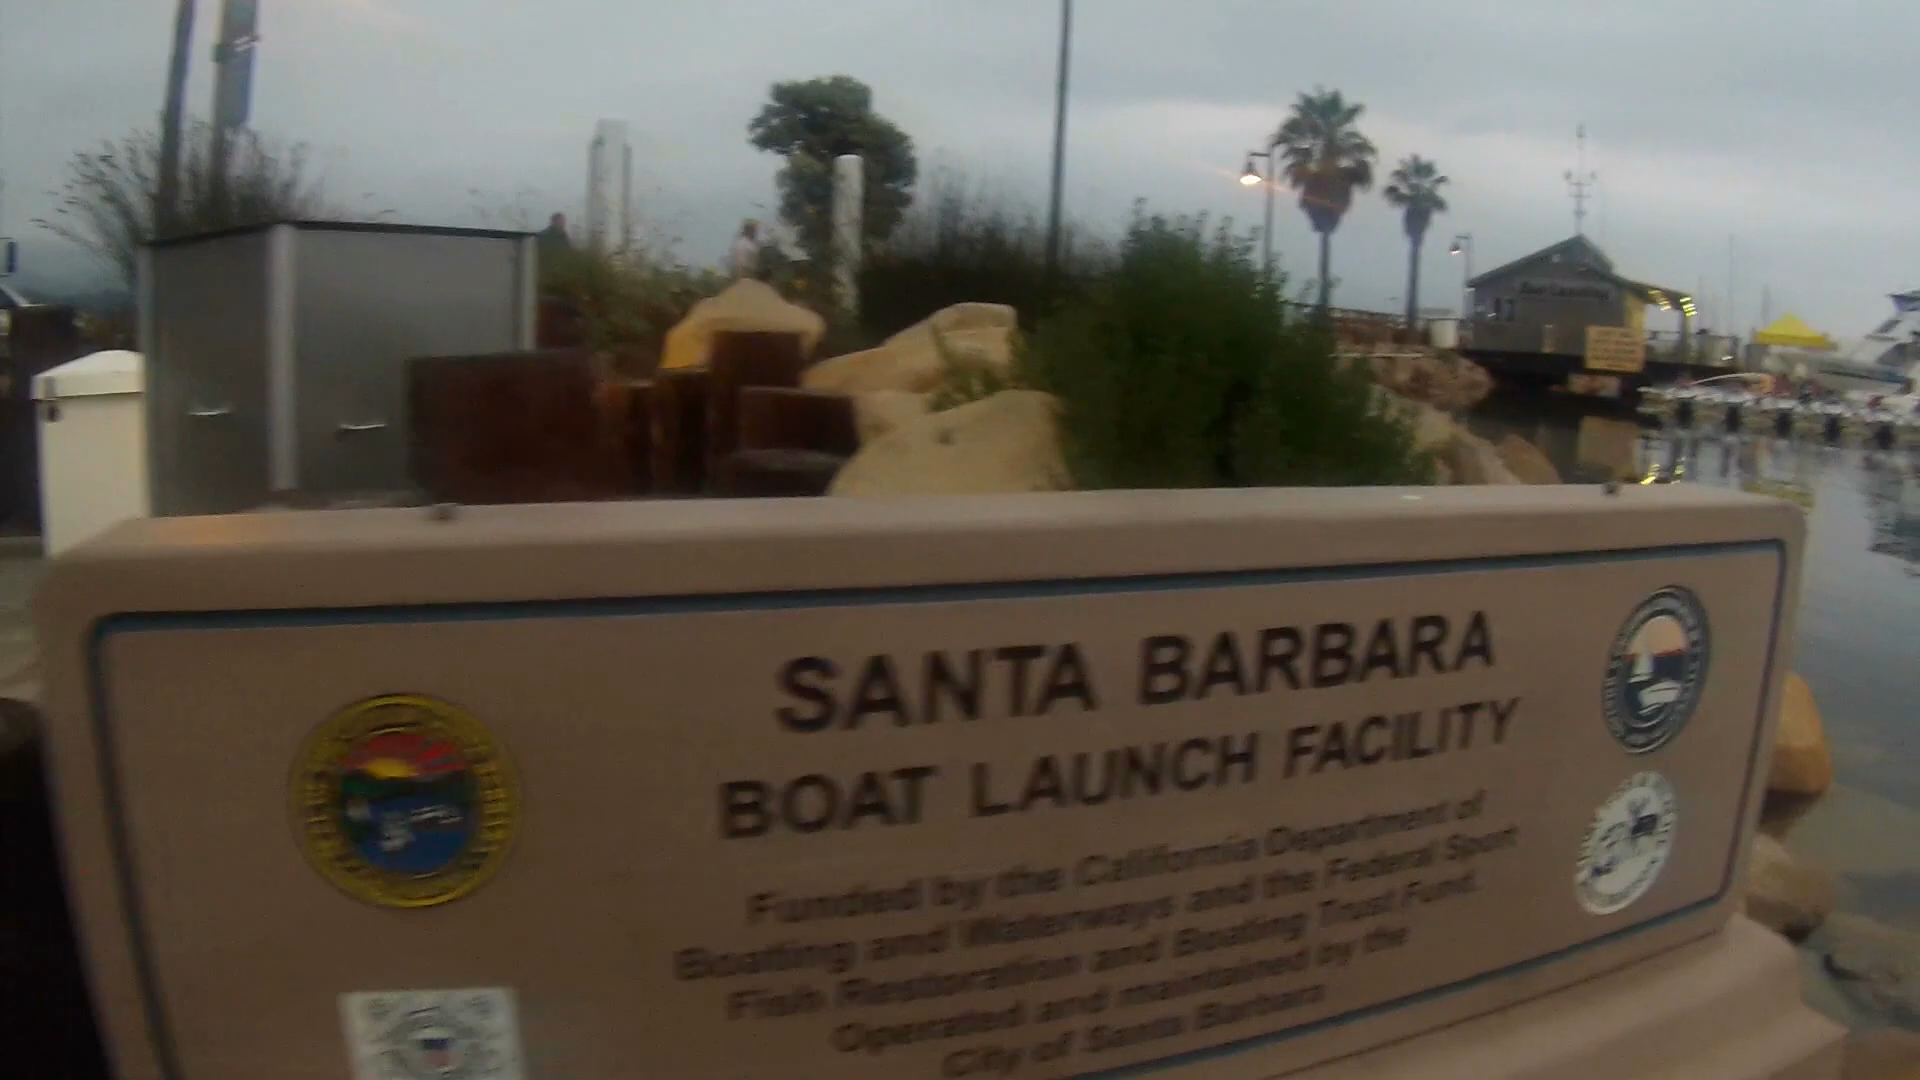 SANTA BARBARA
BOAT LAUNCH FACILITY
Funded by the California Department of
Boating and Waterways and the Federal Sport
Fish Restoration and Boating Trust Fund.
Operated and maintained by the
City of Santa Barbara